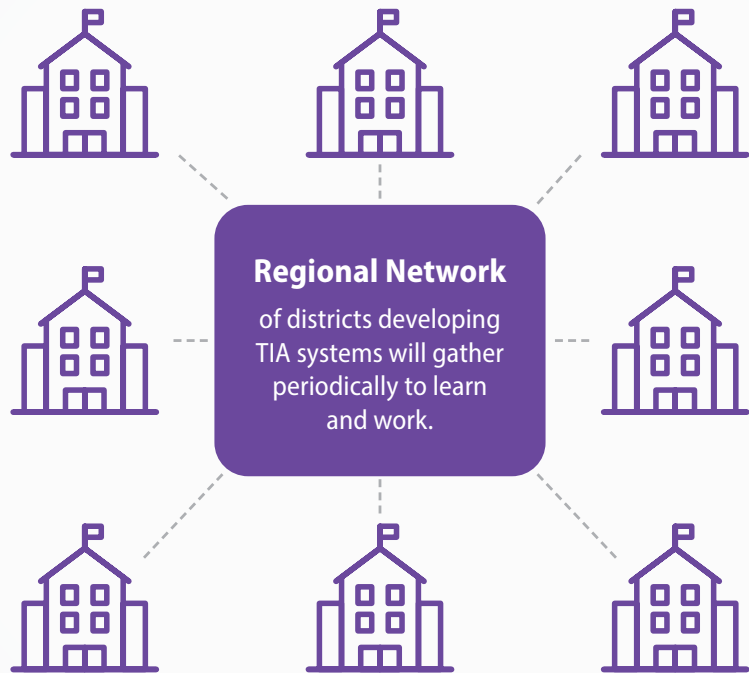 Regional Network
of districts developing
TIA systems will gather
periodically to learn
and work.